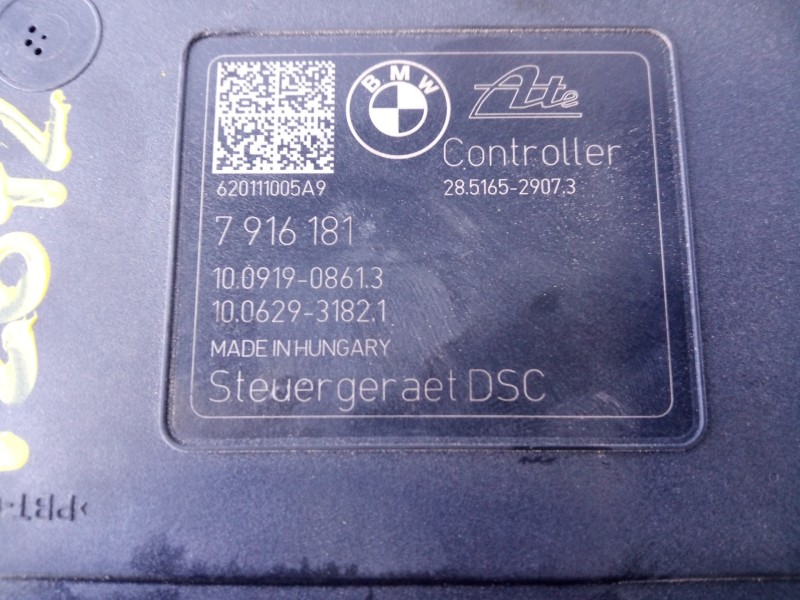 BMW
Ate
Controller
620111005A9
28.5165-2907.3
7 916 181
10.0919-0861.3
10.0629-3182.1
MADE IN HUNGARY
Steuergeraet DSC